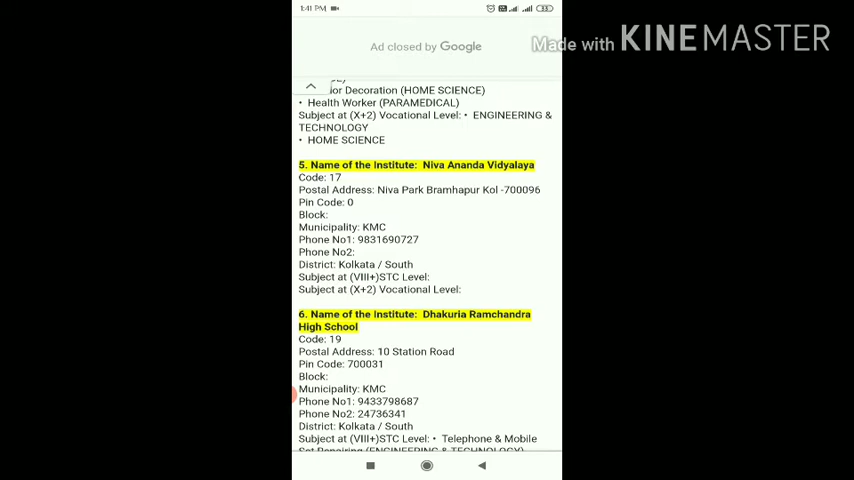 1:41 PM
Ad closed by Google
Made with KINEMASTER
or Decoration (HOME SCIENCE)
• Health Worker (PARAMEDICAL)
Subject at (X+2) Vocational Level: • ENGINEERING &
TECHNOLOGY
• HOME SCIENCE
5. Name of the Institute: Niva Ananda Vidyalaya
Code: 17
Postal Address: Niva Park Bramhapur Kol -700096
Pin Code: 0
Block:
Municipality: KMC
Phone No1: 9831690727
Phone No2:
District: Kolkata / South
Subject at (VIII+)STC Level:
Subject at (X+2) Vocational Level:
6. Name of the Institute: Dhakuria Ramchandra
High School
Code: 19
Postal Address: 10 Station Road
Pin Code: 700031
Block:
Municipality: KMC
Phone No1: 9433798687
Phone No2: 24736341
District: Kolkata / South
Subject at (VIII+)STC Level: • Telephone & Mobile
Set Repairing (ENGINEERING & TECHNOLOGY)